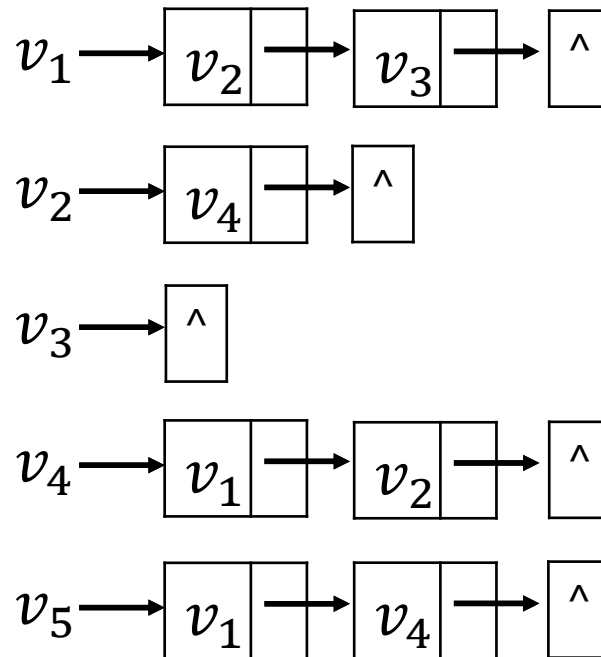 v₁ v₂ v₃ ^
v₂ v₄ ^
v₃ ^
v₄ v₁ v₂ ^
v₅ v₁ v₄ ^